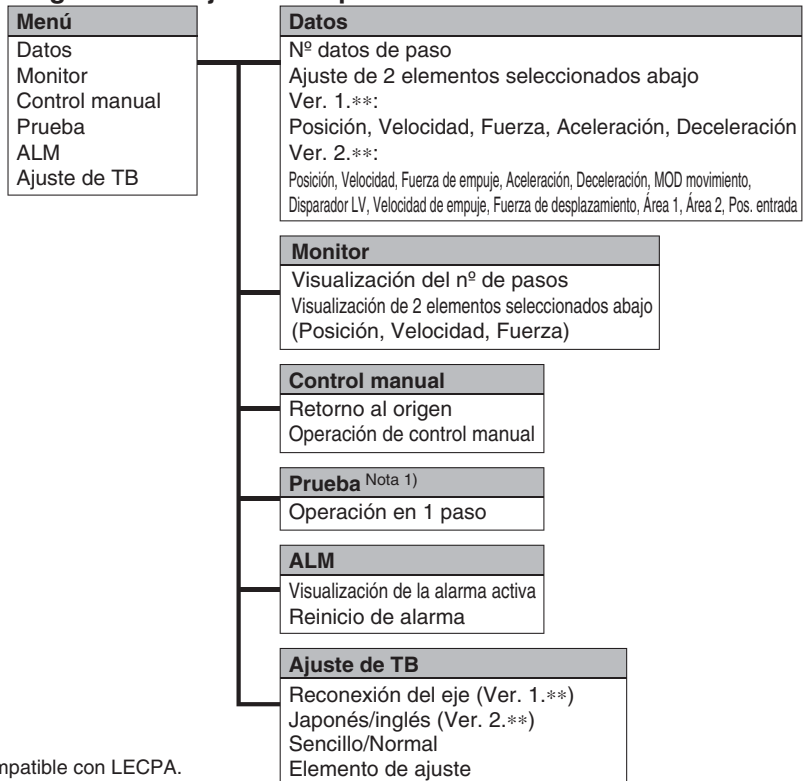 Menú
Datos
Monitor
Control manual
Prueba
ALM
Ajuste de TB
Datos
Nº datos de paso
Ajuste de 2 elementos seleccionados abajo
Ver. 1.**:
Posición, Velocidad, Fuerza, Aceleración, Deceleración
Ver. 2.**:
Posición, Velocidad, Fuerza de empuje, Aceleración, Deceleración, MOD movimiento,
Disparador LV, Velocidad de empuje, Fuerza de desplazamiento, Área 1, Área 2, Pos. entrada
Monitor
Visualización del nº de pasos
Visualización de 2 elementos seleccionados abajo
(Posición, Velocidad, Fuerza)
Control manual
Retorno al origen
Operación de control manual
Prueba Nota 1)
Operación en 1 paso
ALM
Visualización de la alarma activa
Reinicio de alarma
Ajuste de TB
Reconexión del eje (Ver. 1.**)
Japonés/inglés (Ver. 2.**)
Sencillo/Normal
Elemento de ajuste
con LECPA.